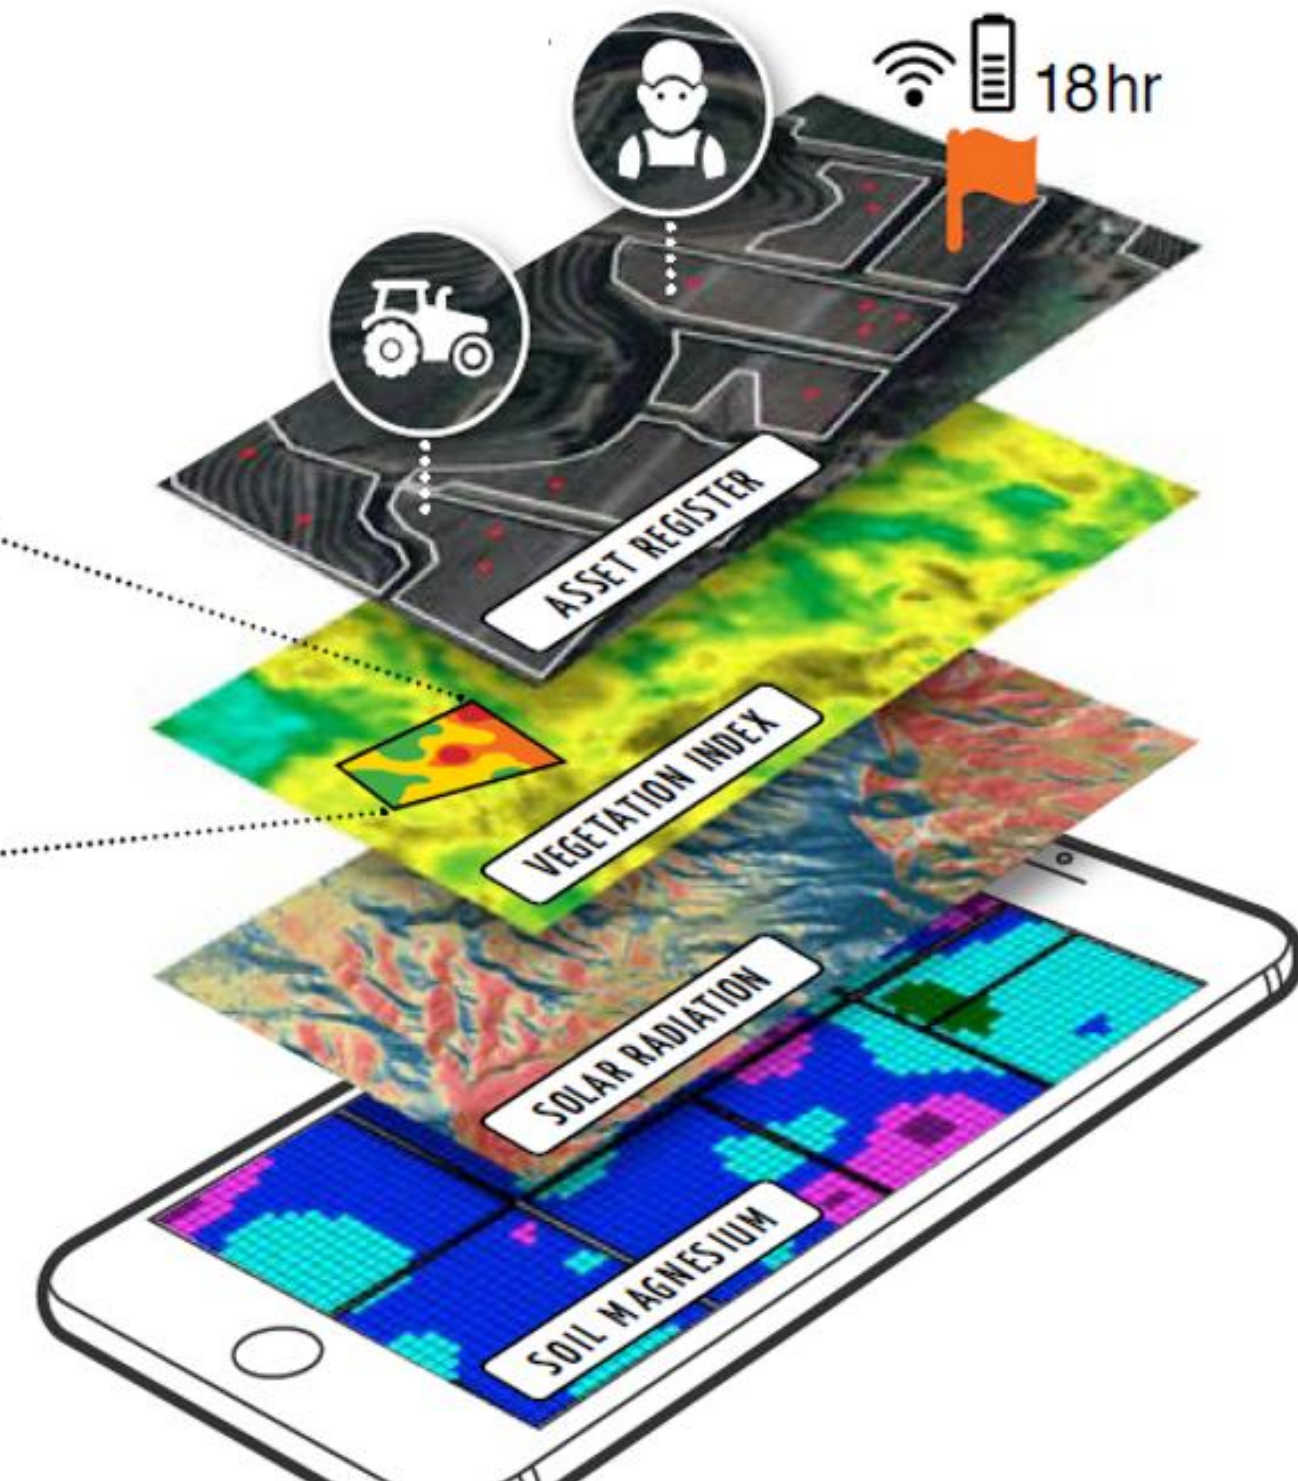 18hr
ASSET REGISTER
VEGETATION INDEX
SOLAR RADIATION
SOIL MAGNESIUM